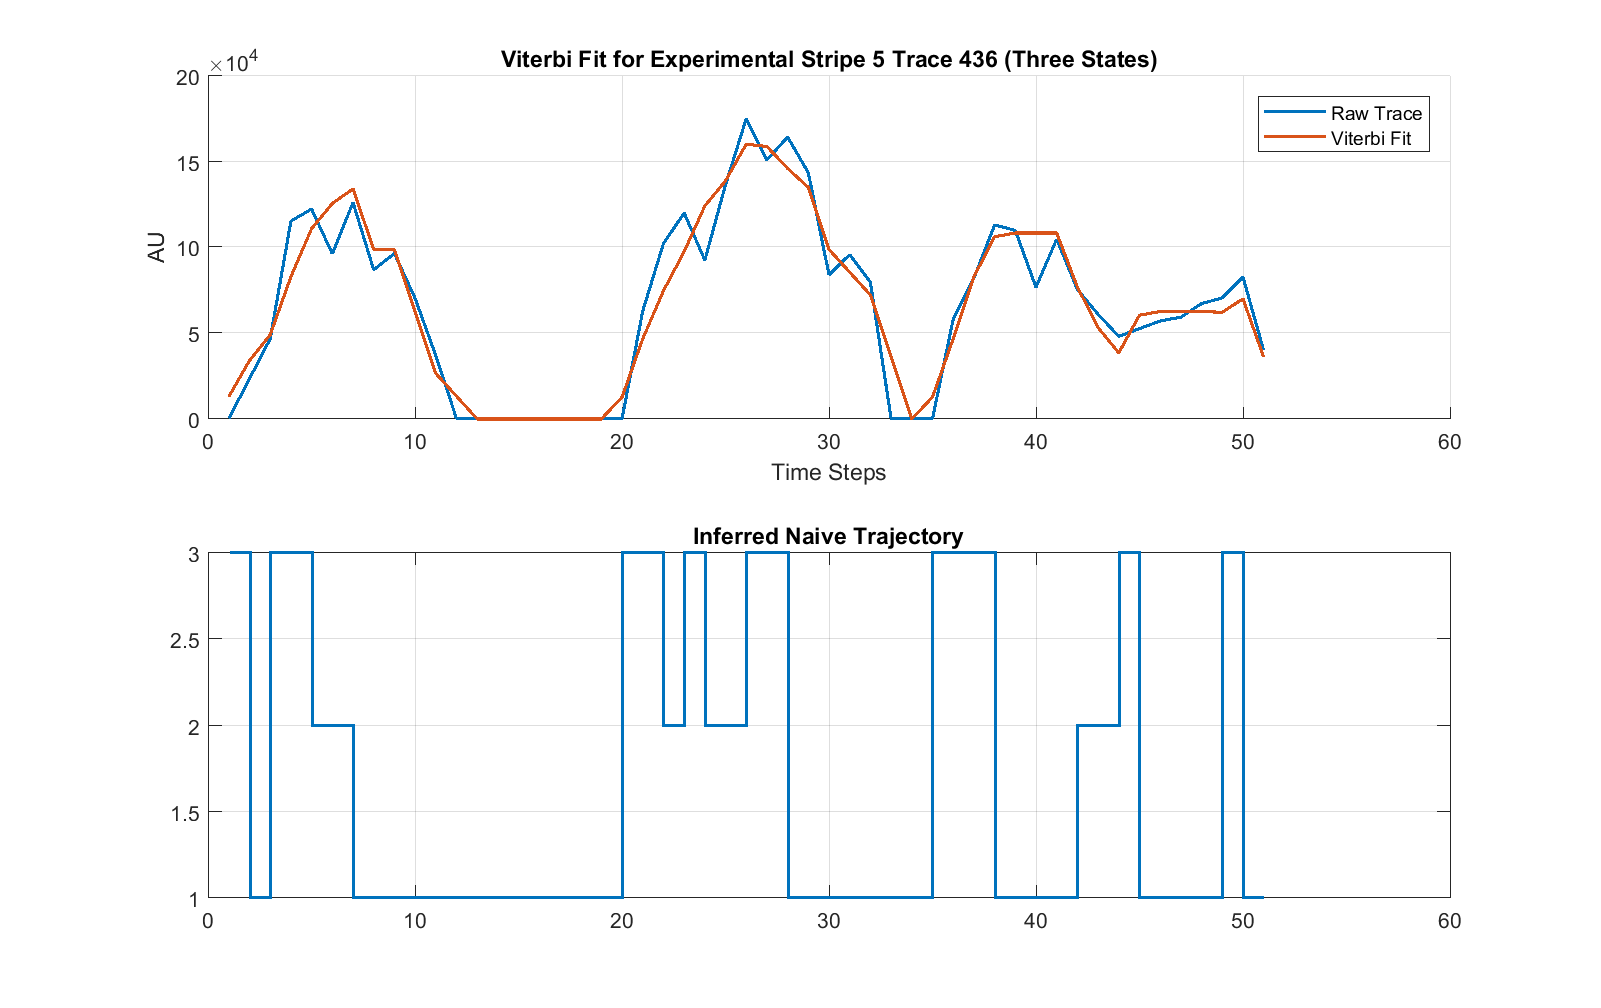 Viterbi Fit for Experimental Stripe 5 Trace 436 (Three States)
×10⁴
20
15
10
5
0
AU
Raw Trace
Viterbi Fit
0 10 20 30 40 50 60
Time Steps
Inferred Naive Trajectory
3
2.5
2
1.5
1
0 10 20 30 40 50 60